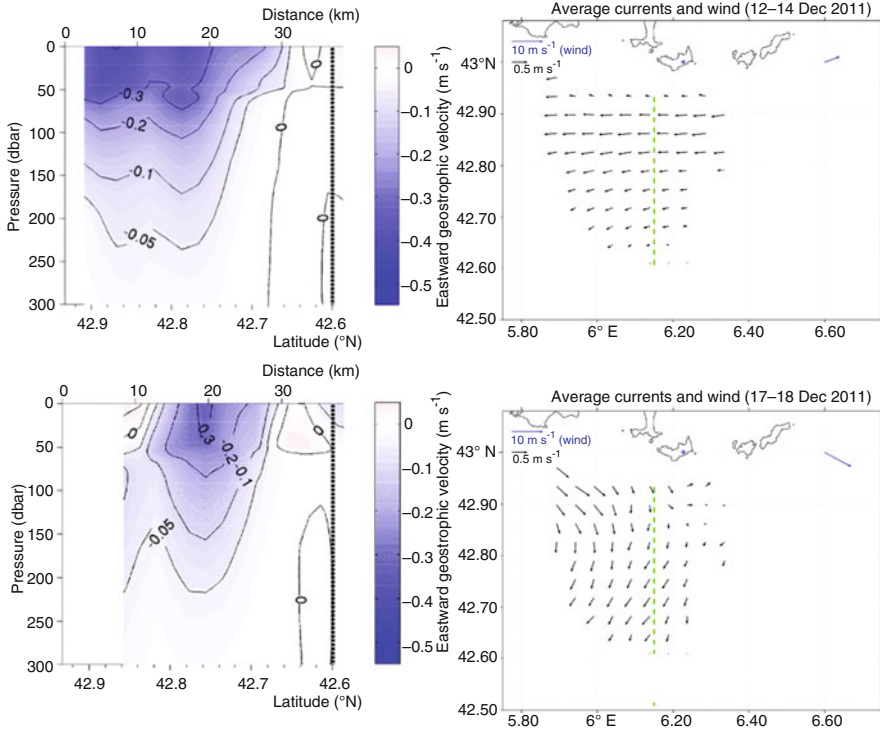 Distance (km)
0 10 20 30
0
50
100
150
200
250
300
Pressure (dbar)
-0.3
-0.2
-0.1
-0.05
0
0
0
42.9 42.8 42.7 42.6
Latitude (°N)
0
–0.1
–0.2
–0.3
–0.4
–0.5
Eastward geostrophic velocity (m s-1)
Average currents and wind (12–14 Dec 2011)
10 m s-1 (wind)
0.5 m s-1
43°N
42.90
42.80
42.70
42.60
42.50
5.80 6° E 6.20 6.40 6.60
Distance (km)
0 10 20 30
0
50
100
150
200
250
300
Pressure (dbar)
0
-0.3
-0.2
-0.1
-0.05
0
0
42.9 42.8 42.7 42.6
Latitude (°N)
0
–0.1
–0.2
–0.3
–0.4
–0.5
Eastward geostrophic velocity (m s-1)
Average currents and wind (17–18 Dec 2011)
10 m s-1 (wind)
0.5 m s-1
43° N
42.90
42.80
42.70
42.60
42.50
5.80 6° E 6.20 6.40 6.60